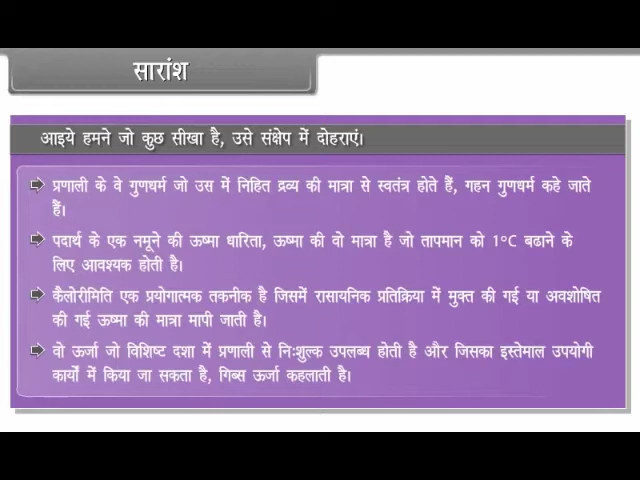 सारांश
आइये हमने जो कुछ सीखा है, उसे संक्षेप में दोहराएं।
प्रणाली के वे गुणधर्म जो उस में निहित द्रव्य की मात्रा से स्वतंत्र होते हैं, गहन गुणधर्म कहे जाते
हैं।
पदार्थ के एक नमूने की ऊष्मा धारिता, ऊष्मा की वो मात्रा है जो तापमान को 1°C बढाने के
लिए आवश्यक होती है।
कैलोरीमिति एक प्रयोगात्मक तकनीक है जिसमें रासायनिक प्रतिक्रिया में मुक्त की गई या अवशोषित
की गई ऊष्मा की मात्रा मापी जाती है।
वो ऊर्जा जो विशिष्ट दशा में प्रणाली से निःशुल्क उपलब्ध होती है और जिसका इस्तेमाल उपयोगी
कार्यों में किया जा सकता है, गिब्स ऊर्जा कहलाती है।